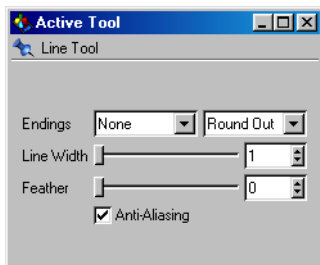 Active Tool
Line Tool
Endings None Round Out
Line Width 1
Feather 0
Anti-Aliasing